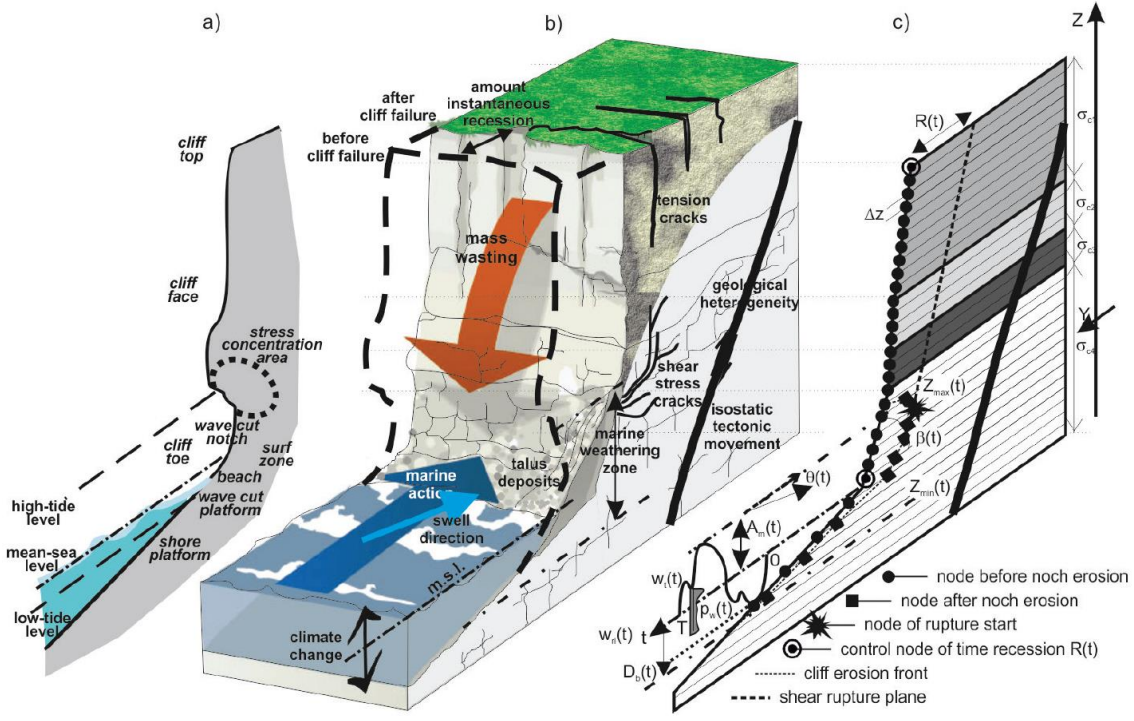 a)
b)
c)
cliff
top
cliff
face
stress
concentration
area
wave cut
notch
cliff
toe
surf
zone
beach
wave cut
platform
shore
platform
high-tide
level
mean-sea
level
low-tide
level
after
cliff failure
before
cliff failure
amount
instantaneous
recession
tension
cracks
mass
wasting
geological
heterogeneity
shear
stress
cracks
isostatic
tectonic
movement
marine
weathering
zone
talus
deposits
marine
action
swell
direction
m.s.l.
climate
change
Z
R(t)
σc1
Δz
σc2
σc3
Y
σc4
Zmax(t)
β(t)
Zmin(t)
θ(t)
Am(t)
0
wi(t)
pw(t)
t
T
wri(t)
Db(t)
node before noch erosion
node after noch erosion
node of rupture start
control node of time recession R(t)
cliff erosion front
shear rupture plane